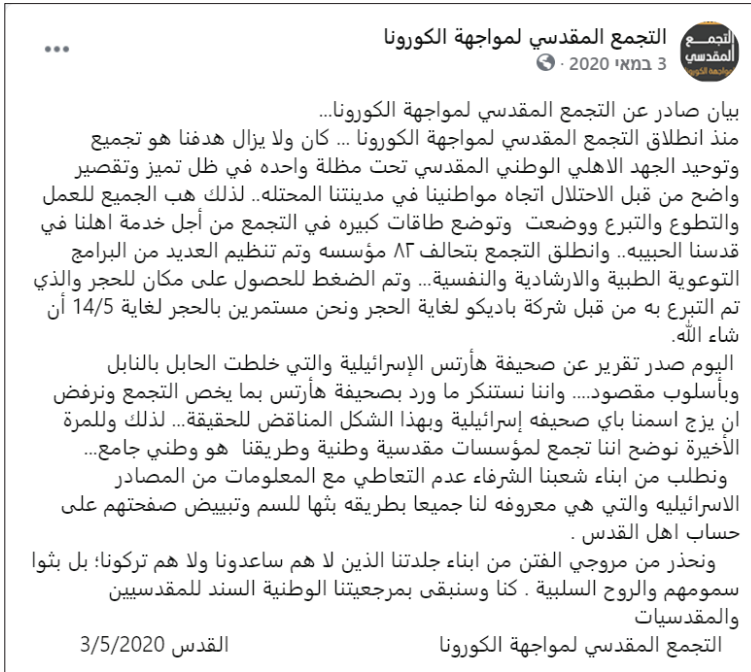 التجمع المقدسي لمواجهة الكورونا
3 במאי 2020 ·
التجمع
المقدسي
لمواجهة الكورونا
بيان صادر عن التجمع المقدسي لمواجهة الكورونا...
منذ انطلاق التجمع المقدسي لمواجهة الكورونا ... كان ولا يزال هدفنا هو تجميع
وتوحيد الجهد الاهلي الوطني المقدسي تحت مظلة واحده في ظل تميز وتقصير
واضح من قبل الاحتلال اتجاه مواطنينا في مدينتنا المحتله.. لذلك هب الجميع للعمل
والتطوع والتبرع ووضعت وتوضع طاقات كبيره في التجمع من أجل خدمة اهلنا في
قدسنا الحبيبه.. وانطلق التجمع بتحالف ٨٢ مؤسسه وتم تنظيم العديد من البرامج
التوعوية الطبية والارشادية والنفسية... وتم الضغط للحصول على مكان للحجر والذي
تم التبرع به من قبل شركة باديكو لغاية الحجر ونحن مستمرين بالحجر لغاية 14/5 أن
شاء الله.
اليوم صدر تقرير عن صحيفة هأرتس الإسرائيلية والتي خلطت الحابل بالنابل
وبأسلوب مقصود.... واننا نستنكر ما ورد بصحيفة هأرتس بما يخص التجمع ونرفض
ان يزج اسمنا باي صحيفه إسرائيلية وبهذا الشكل المناقض للحقيقة... لذلك وللمرة
الأخيرة نوضح اننا تجمع لمؤسسات مقدسية وطنية وطريقنا هو وطني جامع...
ونطلب من ابناء شعبنا الشرفاء عدم التعاطي مع المعلومات من المصادر
الاسرائيليه والتي هي معروفه لنا جميعا بطريقه بثها للسم وتبييض صفحتهم على
حساب اهل القدس .
ونحذر من مروجي الفتن من ابناء جلدتنا الذين لا هم ساعدونا ولا هم تركونا؛ بل بثوا
سمومهم والروح السلبية . كنا وسنبقى بمرجعيتنا الوطنية السند للمقدسيين
والمقدسيات
التجمع المقدسي لمواجهة الكورونا القدس 3/5/2020